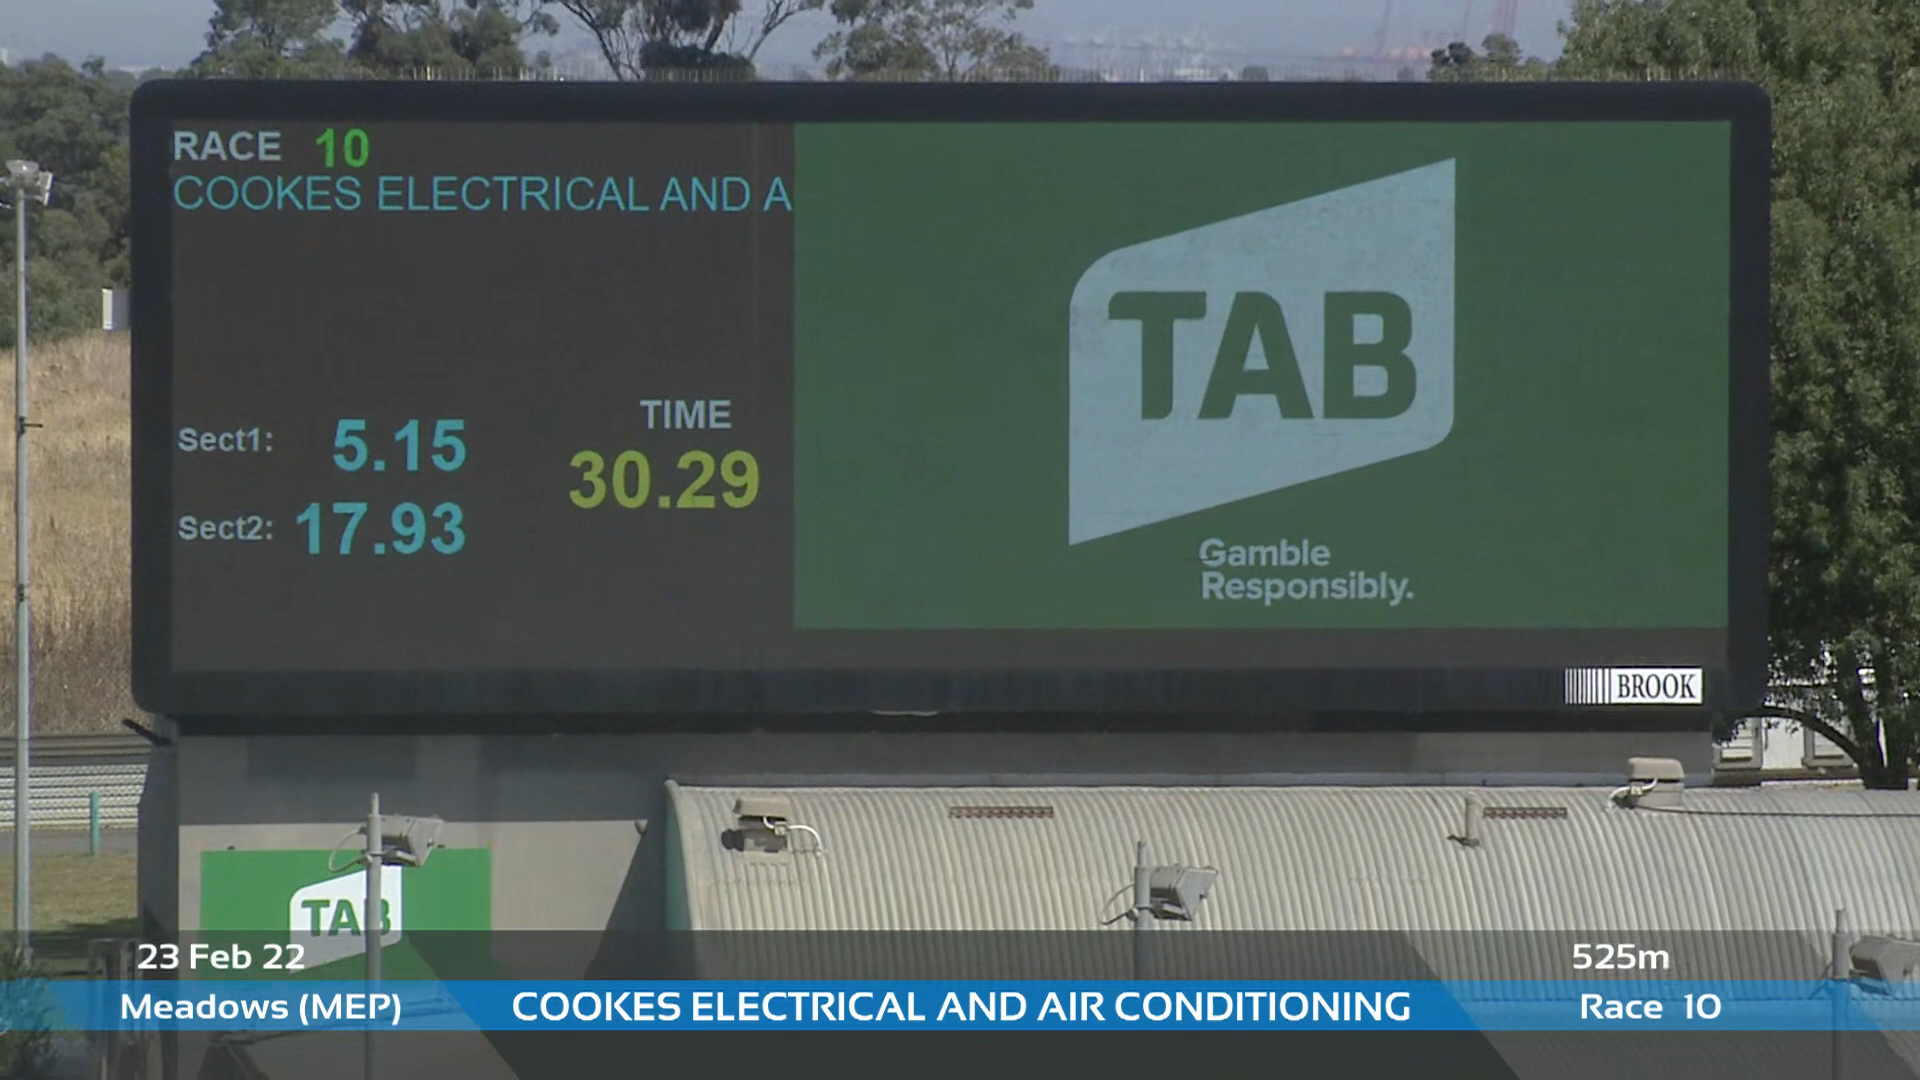 RACE 10
COOKES ELECTRICAL AND A
TIME
Sect1: 5.15
30.29
Sect2: 17.93
TAB
Gamble
Responsibly.
BROOK
TAB
23 Feb 22
525m
Meadows (MEP)
COOKES ELECTRICAL AND AIR CONDITIONING
Race 10